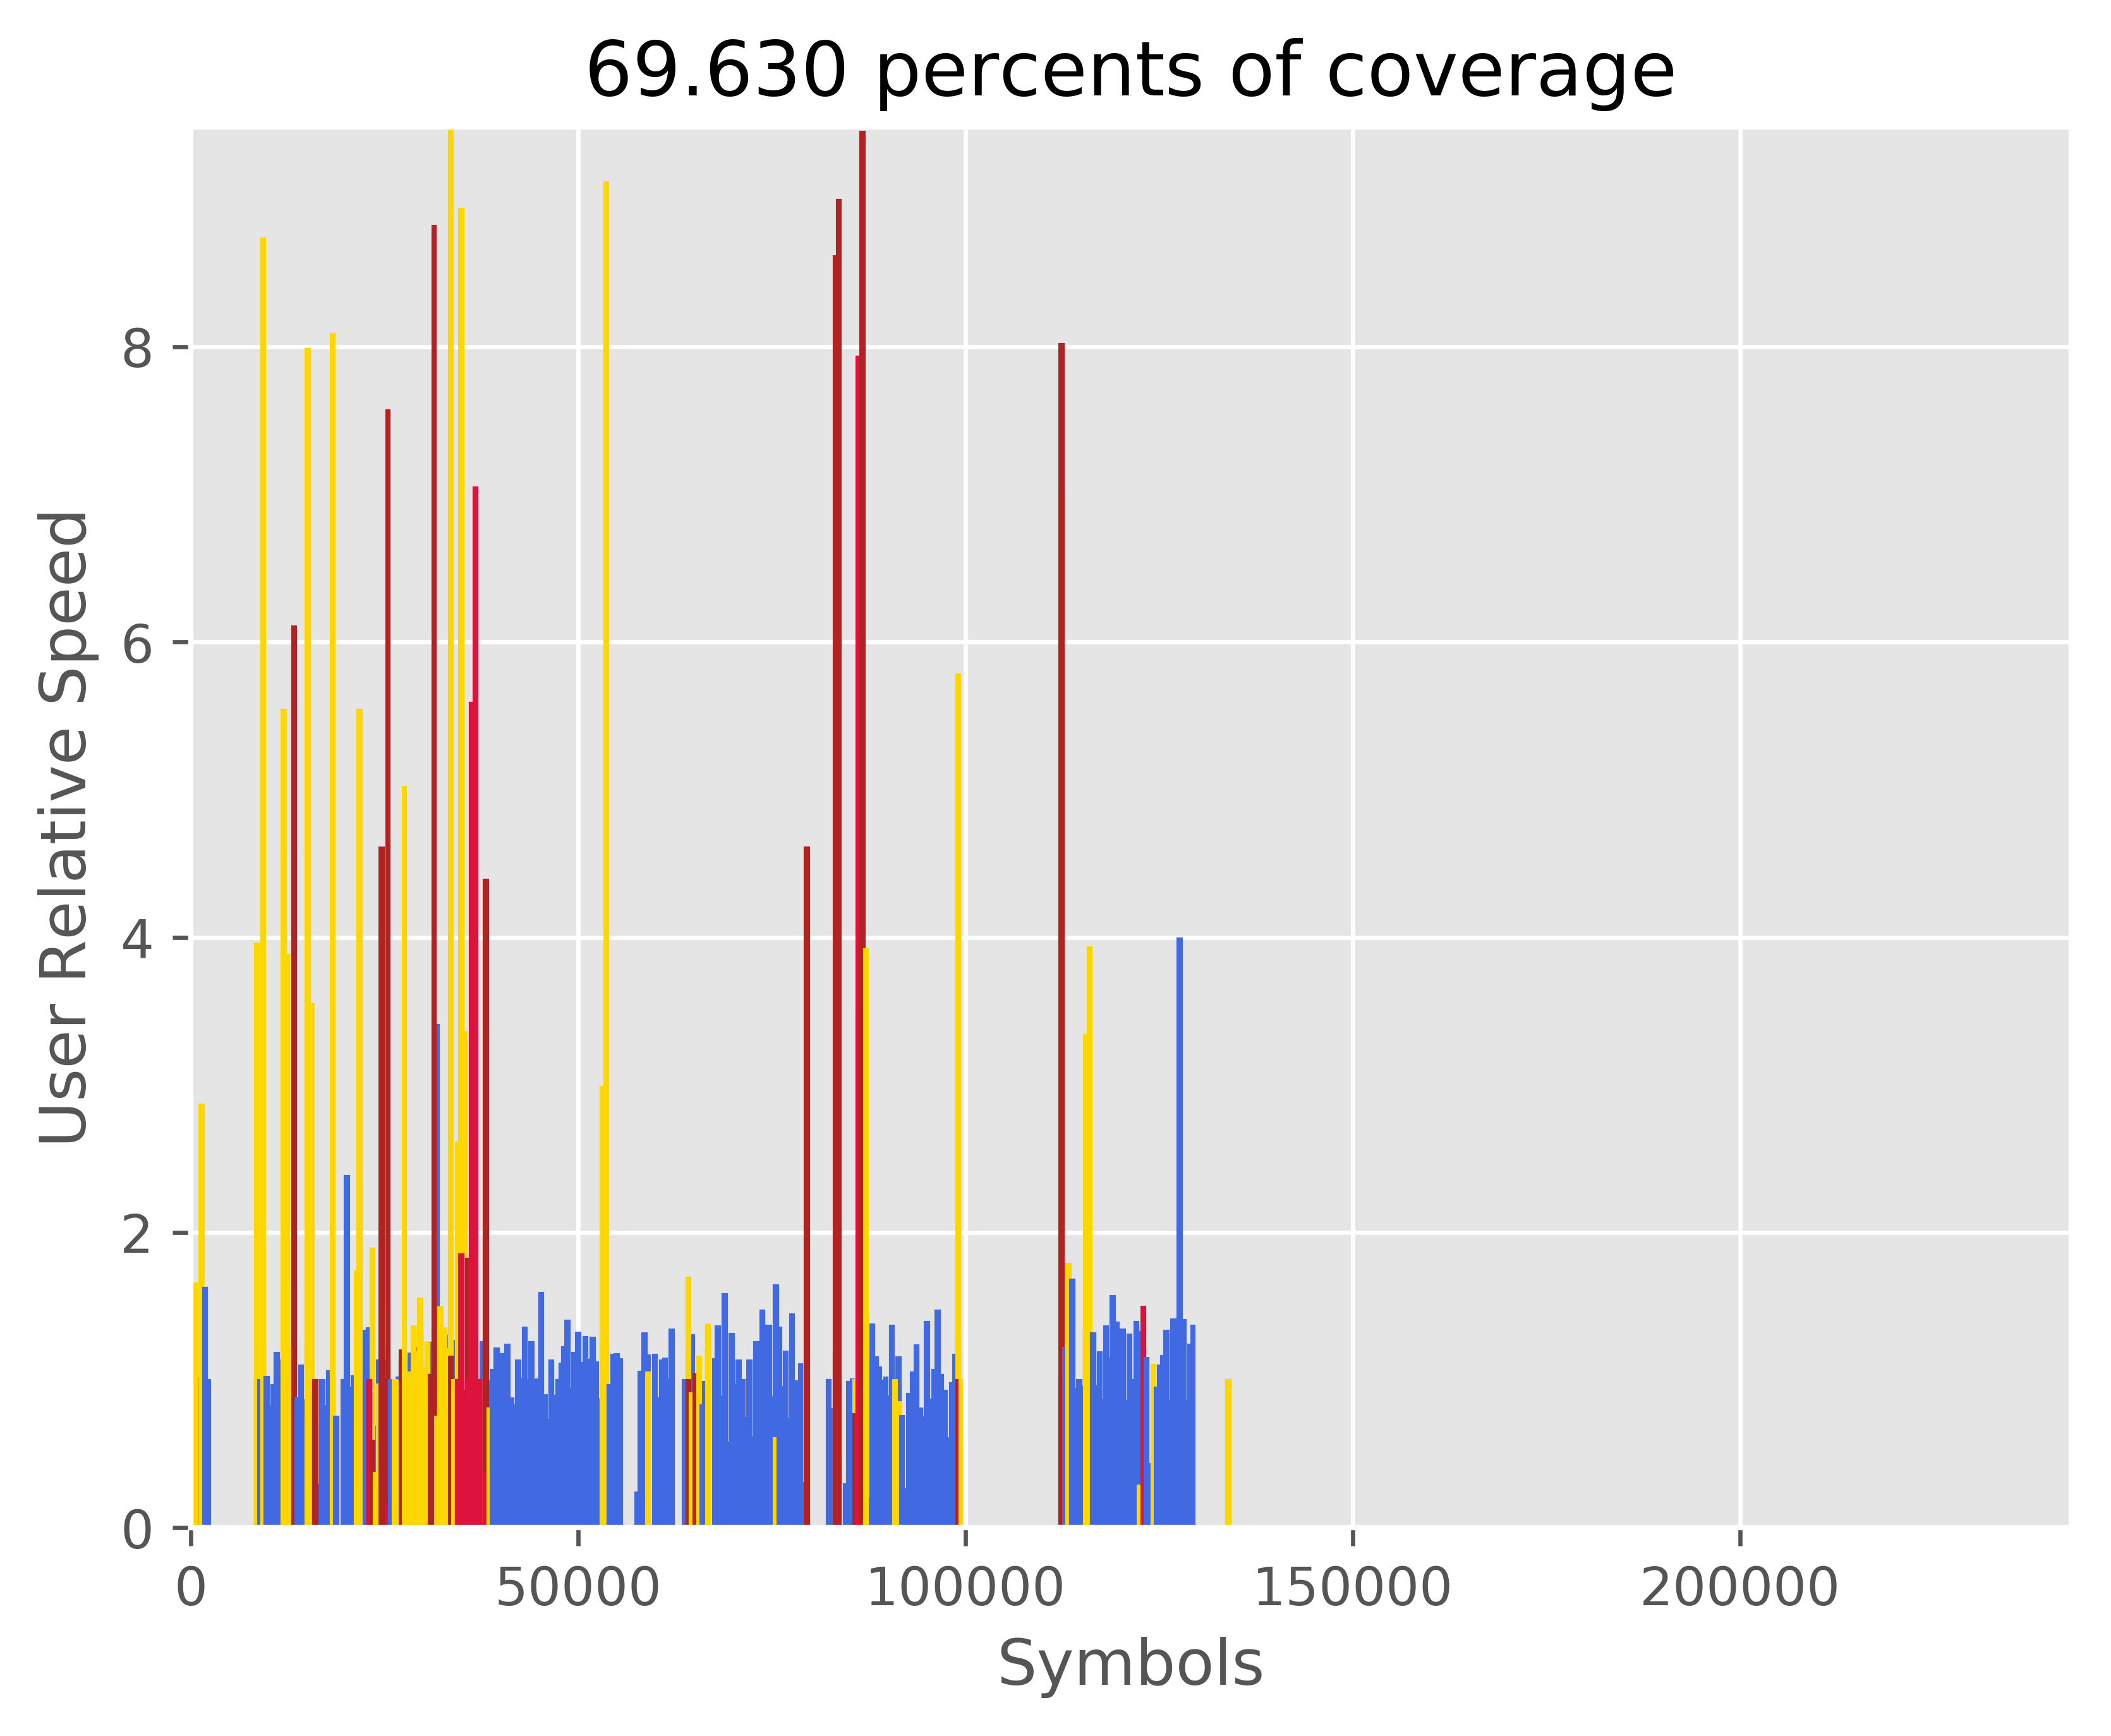 69.630 percents of coverage
User Relative Speed
8
6
4
2
0
0 50000 100000 150000 200000
Symbols